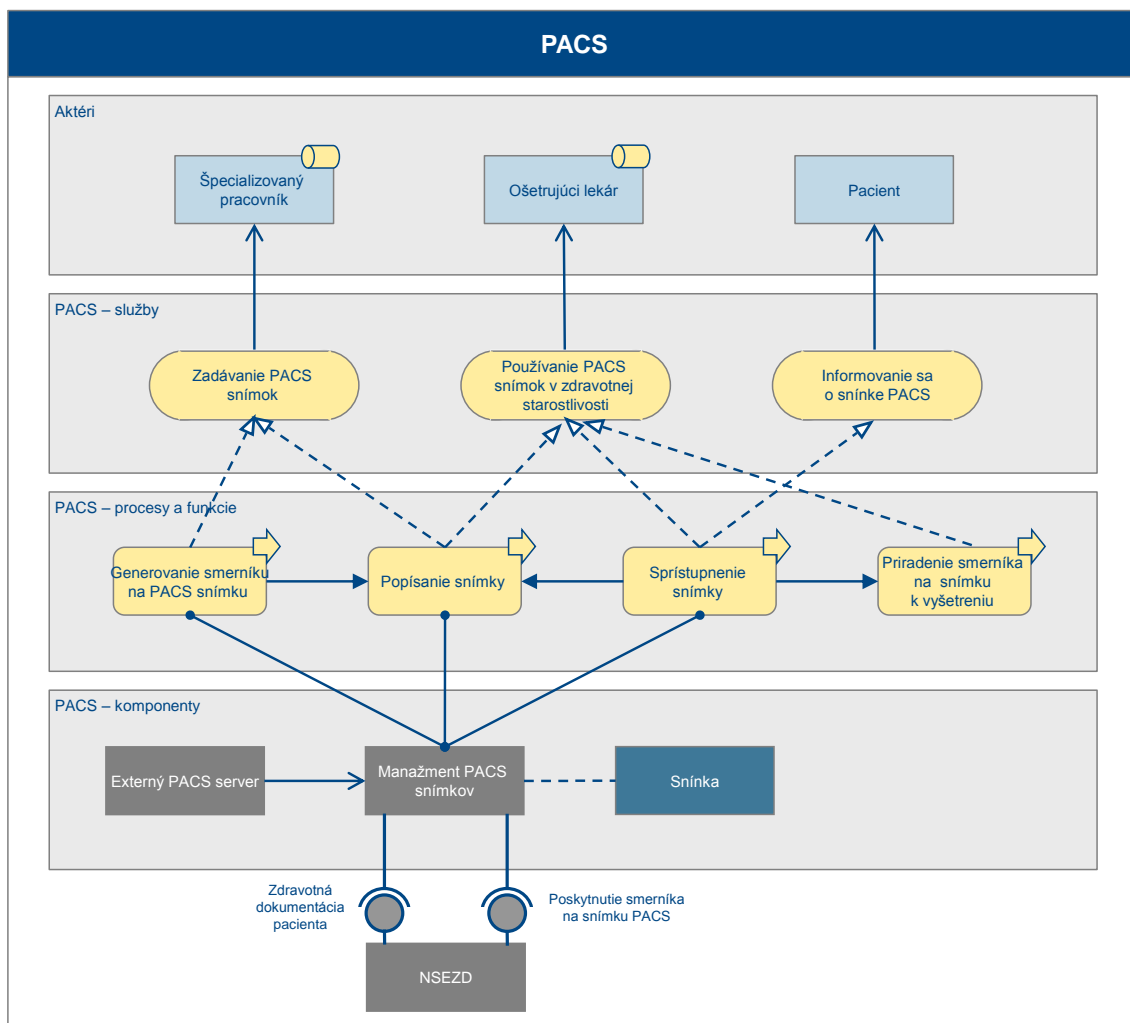 PACS
Aktéri
Špecializovaný
pracovník
Ošetrujúci lekár
Pacient
PACS – služby
Zadávanie PACS
snímok
Používanie PACS
snímok v zdravotnej
starostlivosti
Informovanie sa
o snínke PACS
PACS – procesy a funkcie
Generovanie smerníku
na PACS snímku
Popísanie snímky
Sprístupnenie
snímky
Priradenie smerníka
na snímku
k vyšetreniu
PACS – komponenty
Externý PACS server
Manažment PACS
snímkov
Snínka
Zdravotná
dokumentácia
pacienta
Poskytnutie smerníka
na snímku PACS
NSEZD